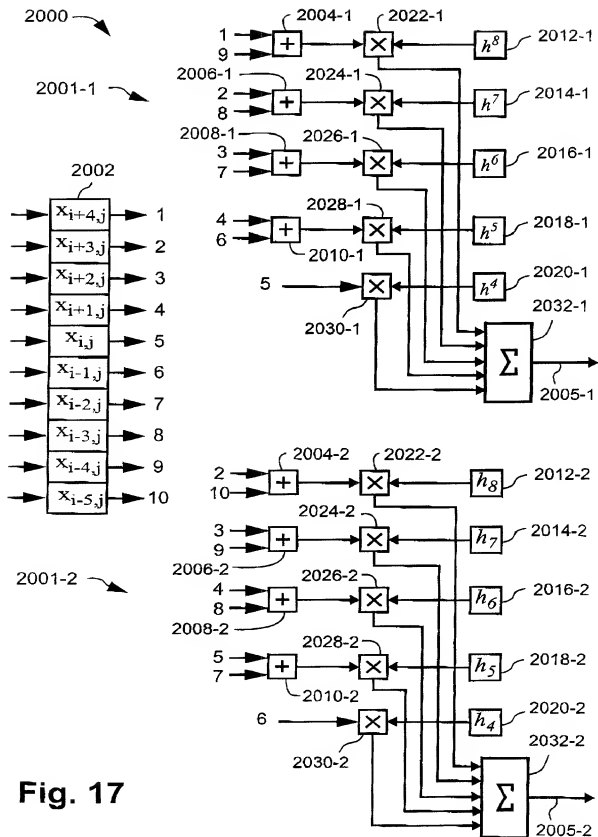 2000
2001-1
1
9
2004-1
2022-1
h⁸
2012-1
2006-1
2
8
2024-1
h⁷
2014-1
2008-1
3
7
2026-1
h⁶
2016-1
4
6
2010-1
2028-1
h⁵
2018-1
5
2030-1
h⁴
2020-1
2032-1
Σ
2005-1
2002
xi+4,j 1
xi+3,j 2
xi+2,j 3
xi+1,j 4
xi,j 5
xi-1,j 6
xi-2,j 7
xi-3,j 8
xi-4,j 9
xi-5,j 10
2001-2
2
10
2004-2
2022-2
h₈
2012-2
3
9
2006-2
2024-2
h₇
2014-2
4
8
2008-2
2026-2
h₆
2016-2
5
7
2010-2
2028-2
h₅
2018-2
6
2030-2
h₄
2020-2
2032-2
Σ
2005-2
Fig. 17